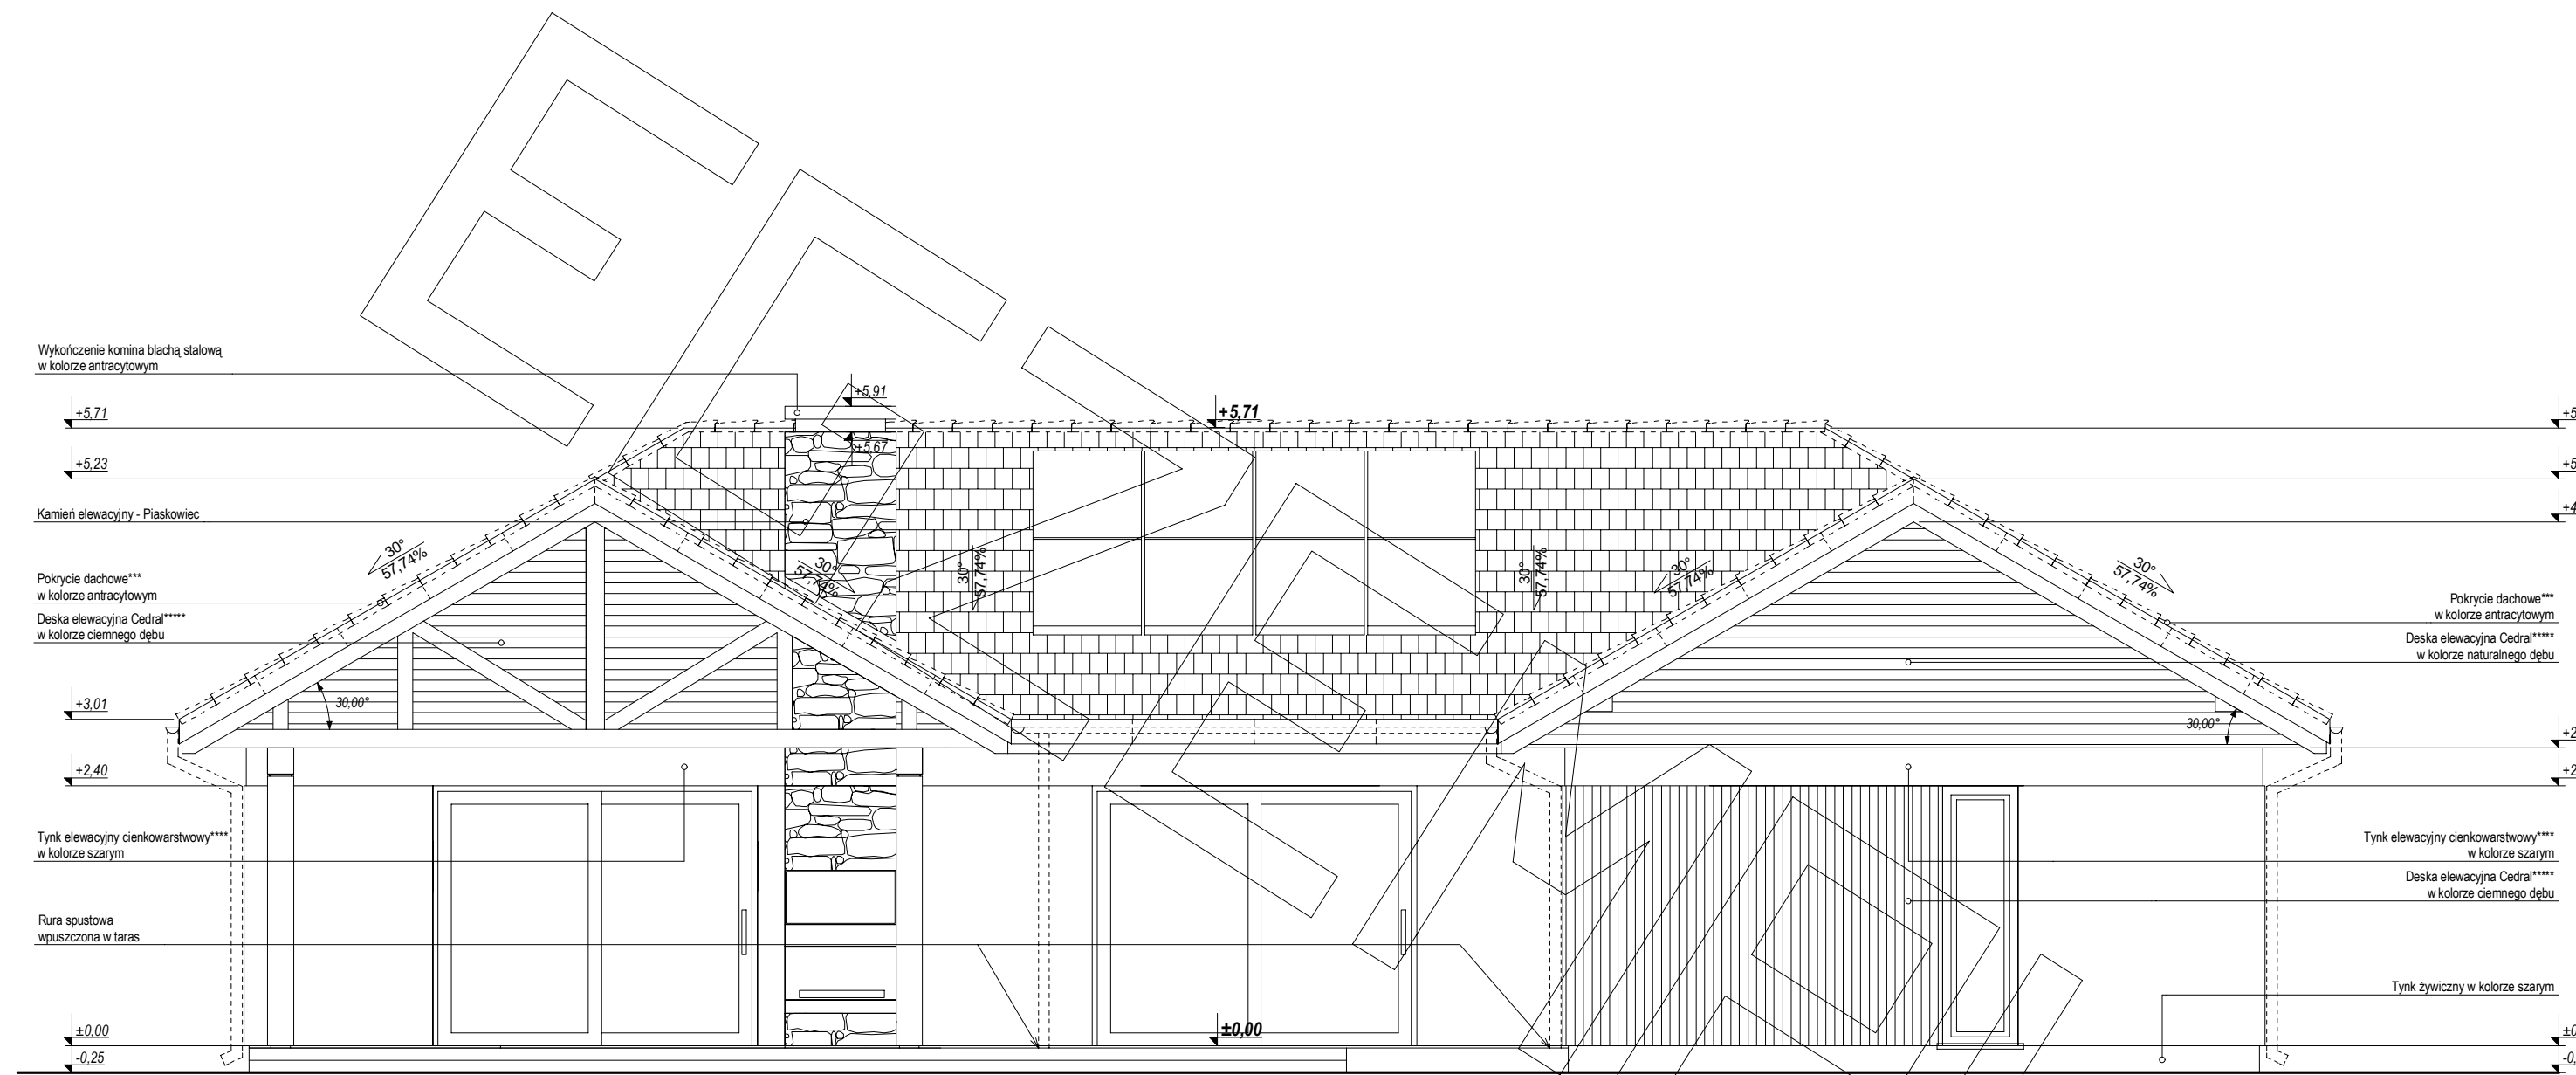 Wykończenie komina blachą stalową
w kolorze antracytowym
+5,71
+5,23
Kamień elewacyjny - Piaskowiec
Pokrycie dachowe***
w kolorze antracytowym
Deska elewacyjna Cedral*****
w kolorze ciemnego dębu
+3,01
+2,40
Tynk elewacyjny cienkowarstwowy****
w kolorze szarym
Rura spustowa
wpuszczona w taras
±0,00
-0,25
+5,91
+5,67
+5,71
30°
57,74%
30°
57,74%
30°
57,74%
30°
57,74%
30°
57,74%
30°
57,74%
30,00°
30,00°
±0,00
Pokrycie dachowe***
w kolorze antracytowym
Deska elewacyjna Cedral*****
w kolorze naturalnego dębu
Tynk elewacyjny cienkowarstwowy****
w kolorze szarym
Deska elewacyjna Cedral*****
w kolorze ciemnego dębu
Tynk żywiczny w kolorze szarym